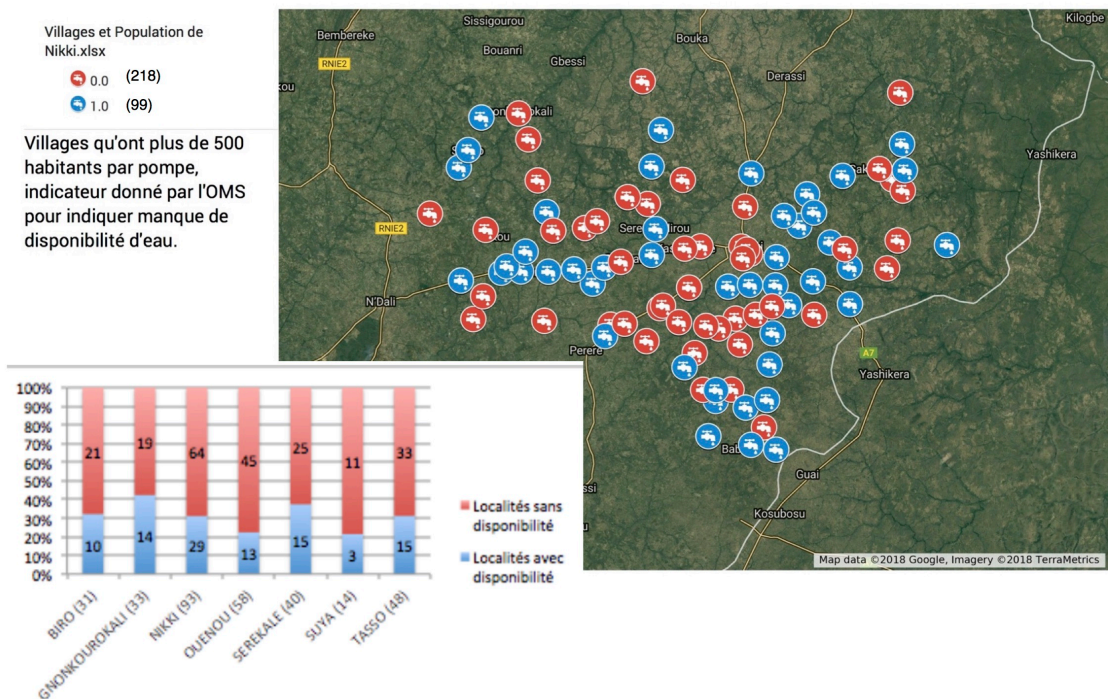 Villages et Population de
Nikki.xlsx
0.0 (218)
1.0 (99)
Villages qu'ont plus de 500
habitants par pompe,
indicateur donné par l'OMS
pour indiquer manque de
disponibilité d'eau.
Sissigourou
Kilogbe
Bembereke
Bouka
Bouanri
Gbessi
RNIE2
Derassi
kou
Yashikera
RNIE2
N'Dali
Perere
A7
Yashikera
Guai
Kosubosu
Map data ©2018 Google, Imagery ©2018 TerraMetrics
100%
90%
80%
70%
60%
50%
40%
30%
20%
10%
0%
21 19 64 45 25 11 33
10 14 29 13 15 3 15
Localités sans
disponibilité
Localités avec
disponibilité
BIRO (31)
GNONKOUROKALI (33)
NIKKI (93)
OUENOU (58)
SEREKALE (40)
SUYA (14)
TASSO (48)